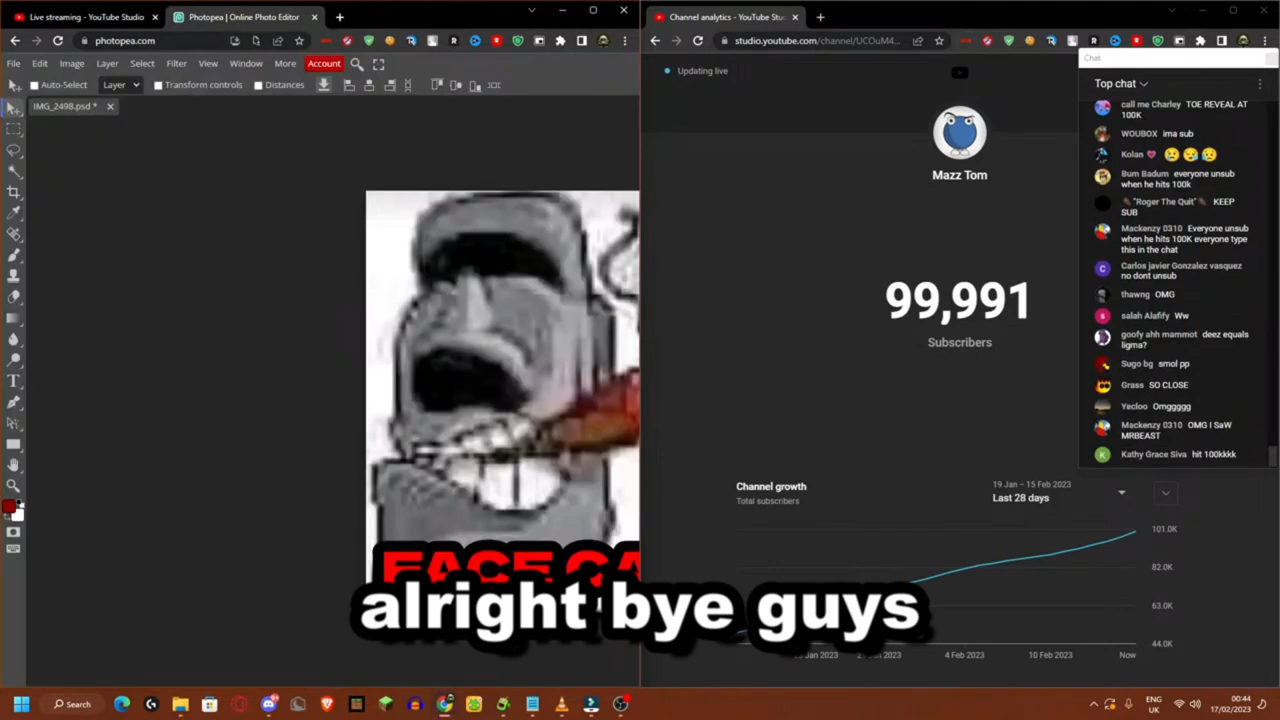 Live streaming - YouTube Studio
Photopea | Online Photo Editor
photopea.com
File Edit Image Layer Select Filter View Window More Account
Auto-Select Layer Transform controls Distances
IMG_2498.psd *
FACE CA
Search
Channel analytics - YouTube Stu
studio.youtube.com/channel/UCOuM4...
Updating live
Mazz Tom
99,991
Subscribers
Channel growth
Total subscribers
19 Jan – 15 Feb 2023
Last 28 days
101.0K
82.0K
63.0K
44.0K
Jan 2023
4 Feb 2023
10 Feb 2023
Now
Chat
Top chat
call me Charley TOE REVEAL AT
100K
WOUBOX ima sub
Kolan 💗 😢 😪 😥
Bum Badum everyone unsub
when he hits 100k
"Roger The Quit" KEEP
SUB
Mackenzy 0310 Everyone unsub
when he hits 100K everyone type
this in the chat
Carlos javier Gonzalez vasquez
no dont unsub
thawng OMG
salah Alafify Ww
goofy ahh mammot deez equals
ligma?
Sugo bg smol pp
Grass SO CLOSE
Yecloo Omggggg
Mackenzy 0310 OMG I SaW
MRBEAST
Kathy Grace Siva hit 100kkkk
alright bye guys
ENG
UK
00:44
17/02/2023